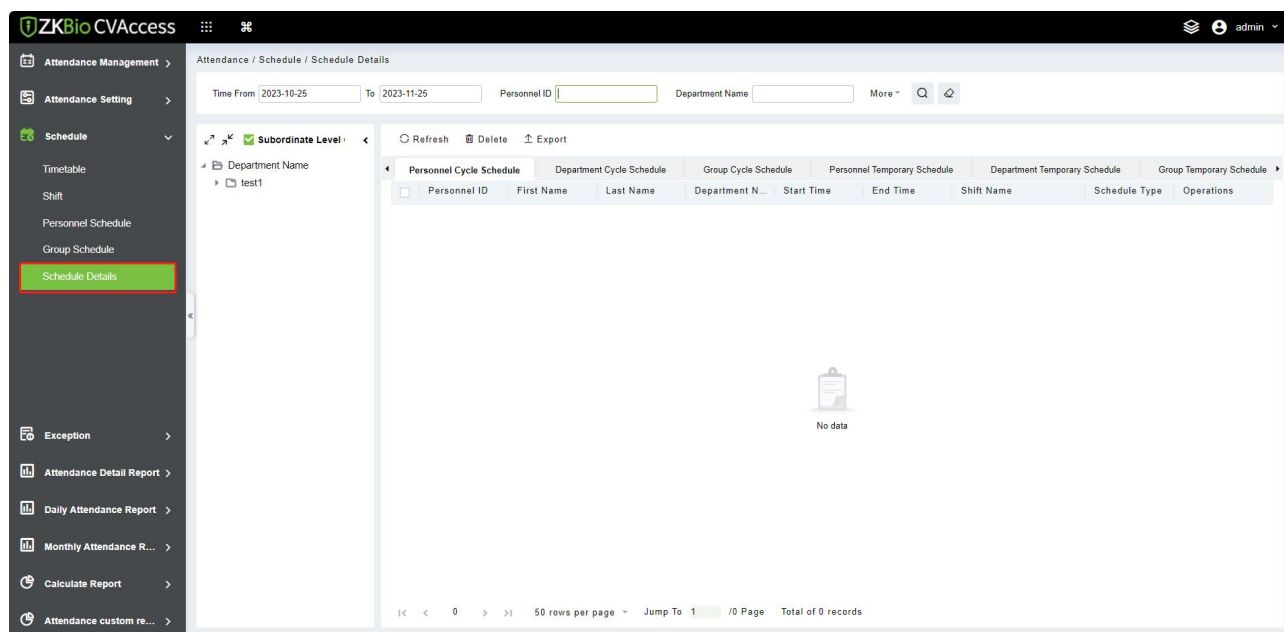 ZKBio CVAccess
admin
Attendance Management
Attendance Setting
Schedule
Timetable
Shift
Personnel Schedule
Group Schedule
Schedule Details
Exception
Attendance Detail Report
Daily Attendance Report
Monthly Attendance R...
Calculate Report
Attendance custom re...
Attendance / Schedule / Schedule Details
Time From 2023-10-25 To 2023-11-25 Personnel ID Department Name More
Subordinate Level
Department Name
test1
Refresh Delete Export
Personnel Cycle Schedule Department Cycle Schedule Group Cycle Schedule Personnel Temporary Schedule Department Temporary Schedule Group Temporary Schedule
Personnel ID First Name Last Name Department N... Start Time End Time Shift Name Schedule Type Operations
No data
0 50 rows per page Jump To 1 /0 Page Total of 0 records